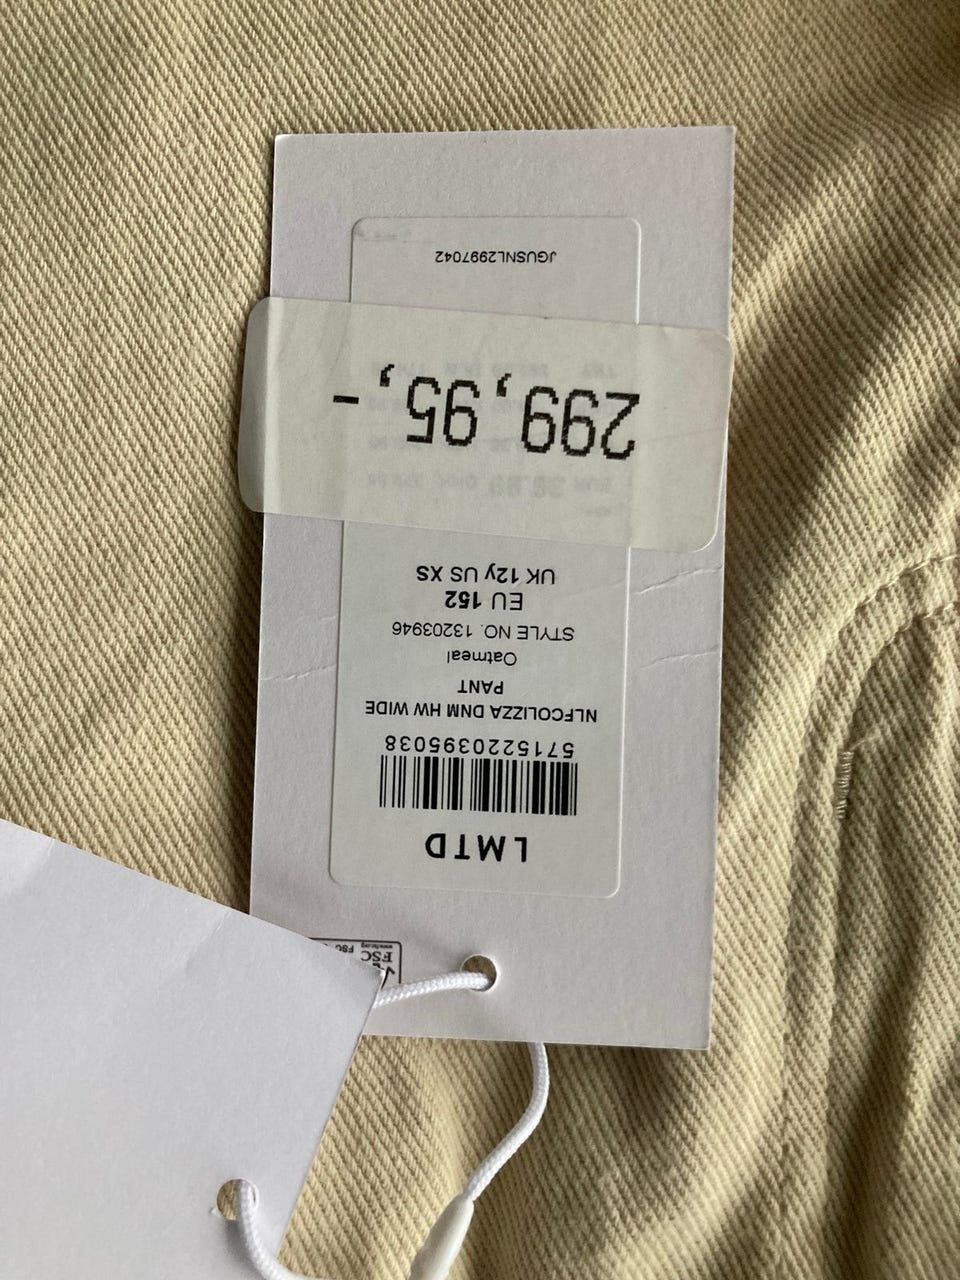 LMTD
5715220395038
NLFCOLIZZA DNM HW WIDE
PANT
Oatmeal
STYLE NO. 13203946
EU 152
UK 12y US XS
299,95,-
JGUSNL2997042
FSC